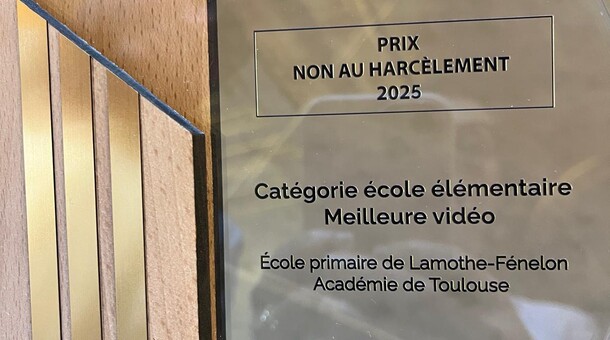 PRIX
NON AU HARCÈLEMENT
2025
Catégorie école élémentaire
Meilleure vidéo
École primaire de Lamothe-Fénelon
Académie de Toulouse